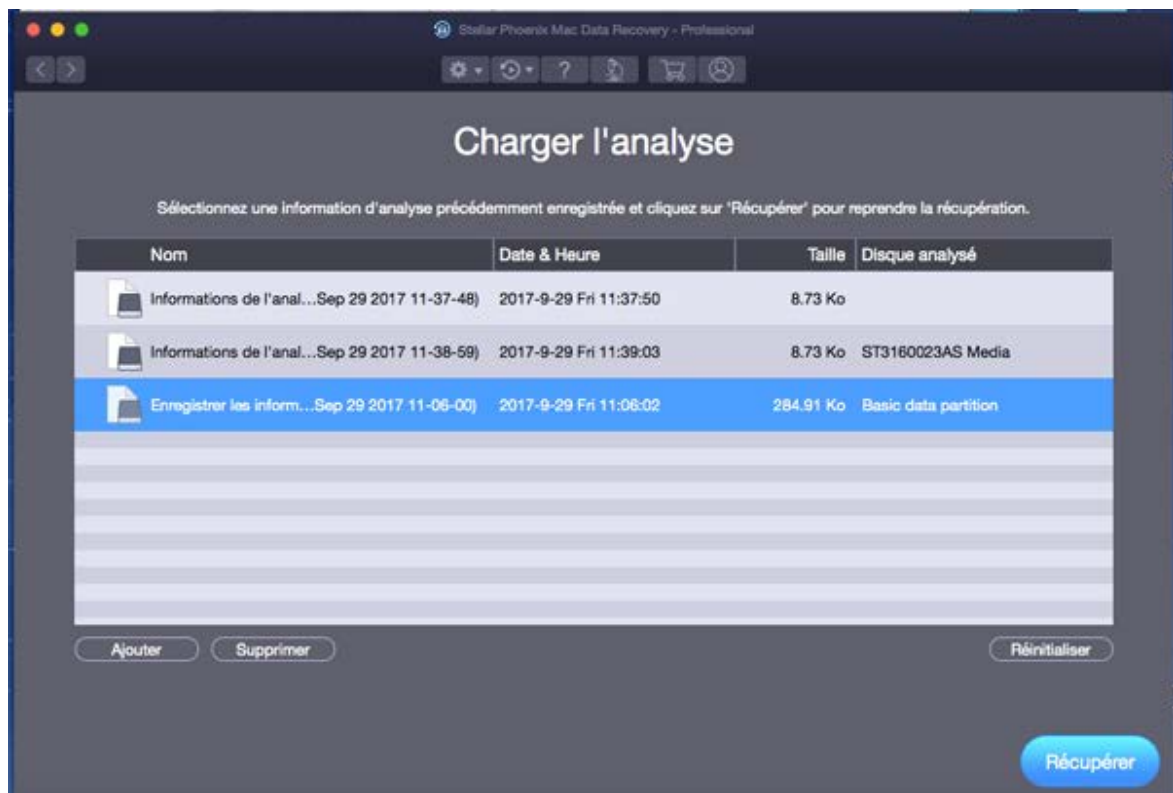 Stellar Phoenix Mac Data Recovery - Professional
?
Charger l'analyse
Sélectionnez une information d'analyse précédemment enregistrée et cliquez sur 'Récupérer' pour reprendre la récupération.
Nom Date & Heure Taille Disque analysé
Informations de l'anal...Sep 29 2017 11-37-48) 2017-9-29 Fri 11:37:50 8.73 Ko
Informations de l'anal...Sep 29 2017 11-38-59) 2017-9-29 Fri 11:39:03 8.73 Ko ST3160023AS Media
Enregistrer les inform...Sep 29 2017 11-06-00) 2017-9-29 Fri 11:06:02 284.91 Ko Basic data partition
Ajouter Supprimer Réinitialiser
Récupérer